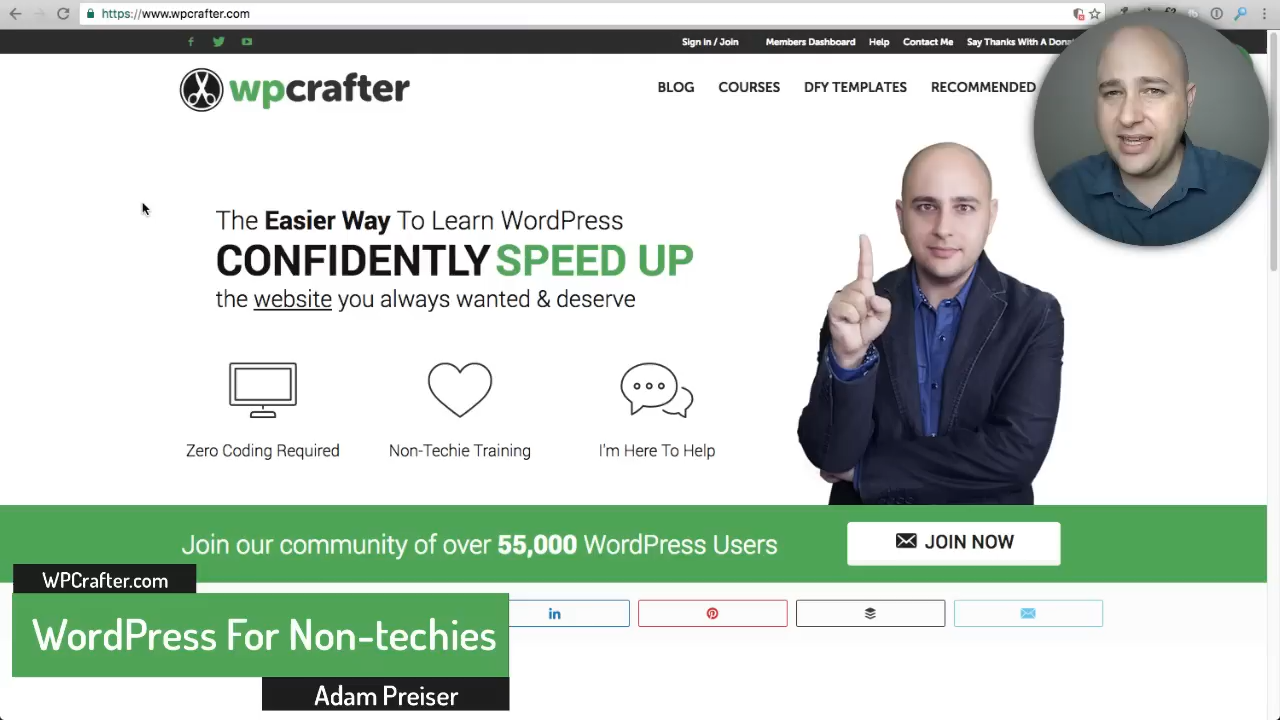 https://www.wpcrafter.com
Sign in / Join Members Dashboard Help Contact Me Say Thanks With A
wpcrafter
BLOG COURSES DFY TEMPLATES RECOMMENDED
The Easier Way To Learn WordPress
CONFIDENTLY SPEED UP
the website you always wanted & deserve
Zero Coding Required Non-Techie Training I'm Here To Help
Join our community of over 55,000 WordPress Users JOIN NOW
WPCrafter.com
WordPress For Non-techies
Adam Preiser